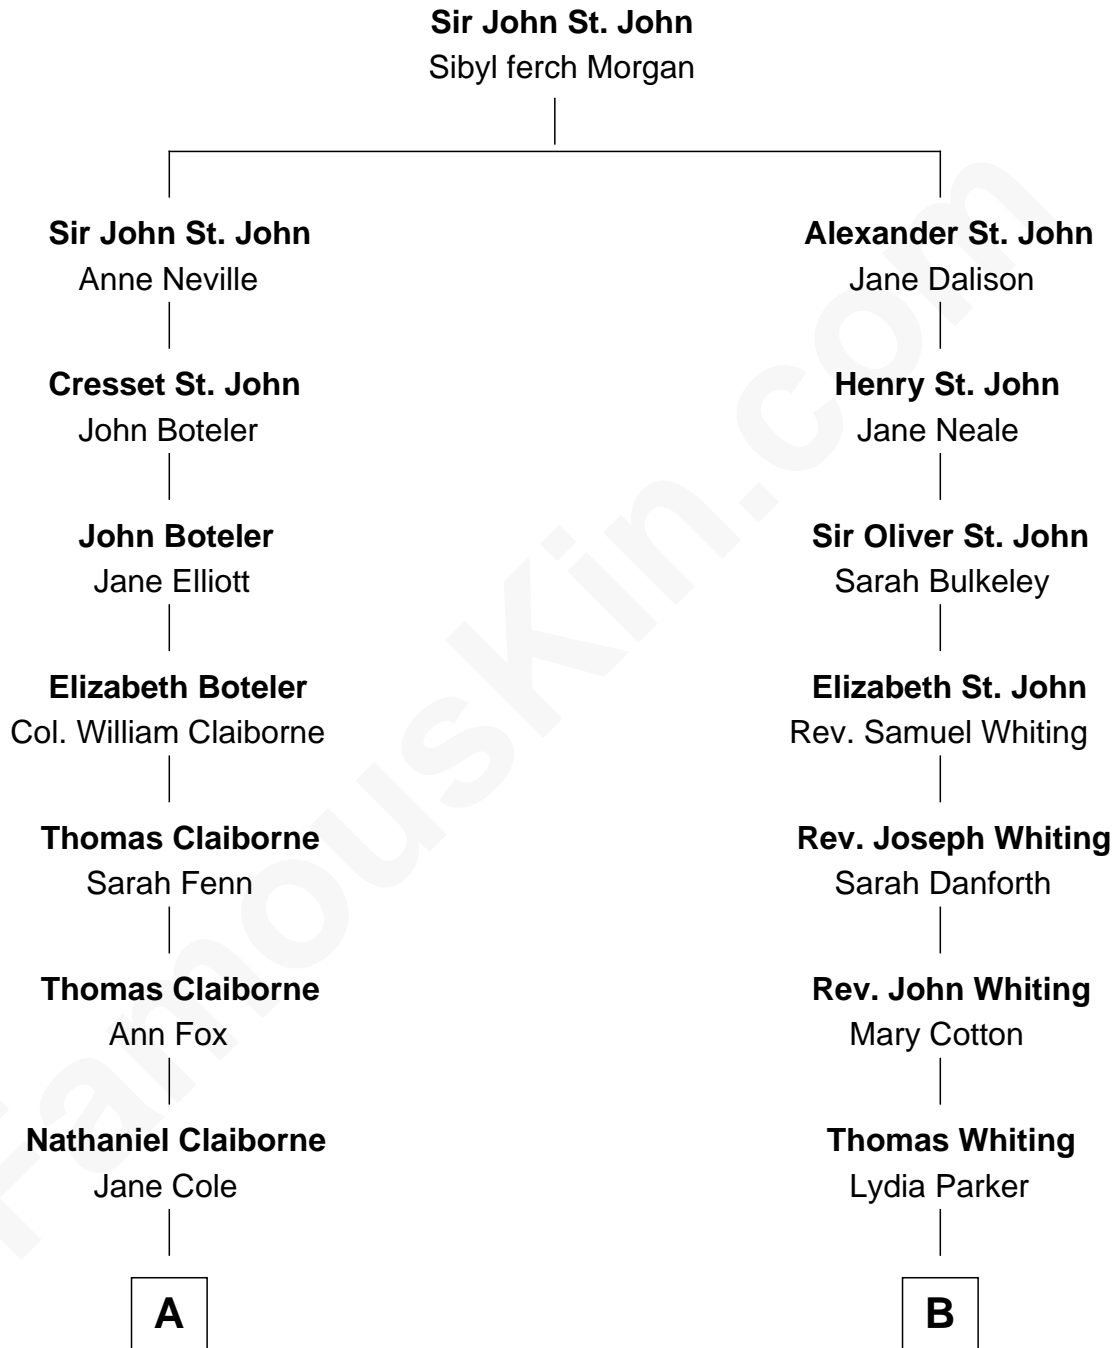 Sir John St. John
Sibyl ferch Morgan
Sir John St. John
Anne Neville
Alexander St. John
Jane Dalison
Cresset St. John
John Boteler
Henry St. John
Jane Neale
John Boteler
Jane Elliott
Sir Oliver St. John
Sarah Bulkeley
Elizabeth Boteler
Col. William Claiborne
Elizabeth St. John
Rev. Samuel Whiting
Thomas Claiborne
Sarah Fenn
Rev. Joseph Whiting
Sarah Danforth
Thomas Claiborne
Ann Fox
Rev. John Whiting
Mary Cotton
Nathaniel Claiborne
Jane Cole
Thomas Whiting
Lydia Parker
A
B
FamousKin.com